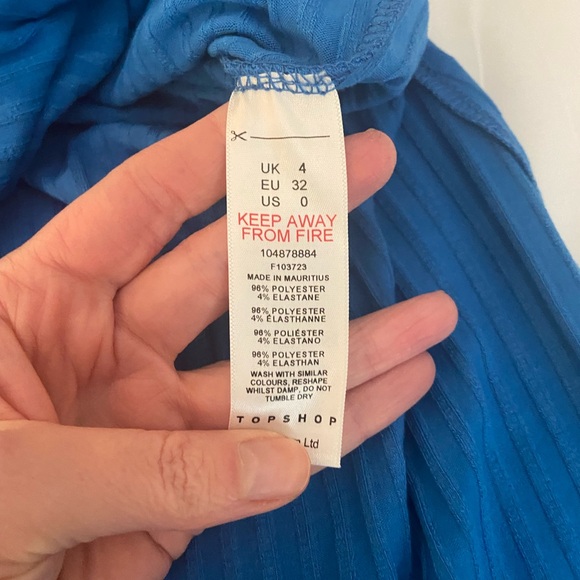 UK 4
EU 32
US 0
KEEP AWAY
FROM FIRE
104878884
F103723
MADE IN MAURITIUS
96% POLYESTER
4% ELASTANE
96% POLYESTER
4% ÉLASTHANNE
96% POLIÉSTER
4% ELASTANO
96% POLYESTER
4% ELASTHAN
WASH WITH SIMILAR
COLOURS, RESHAPE
WHILST DAMP, DO NOT
TUMBLE DRY
TOPSHOP
Ltd